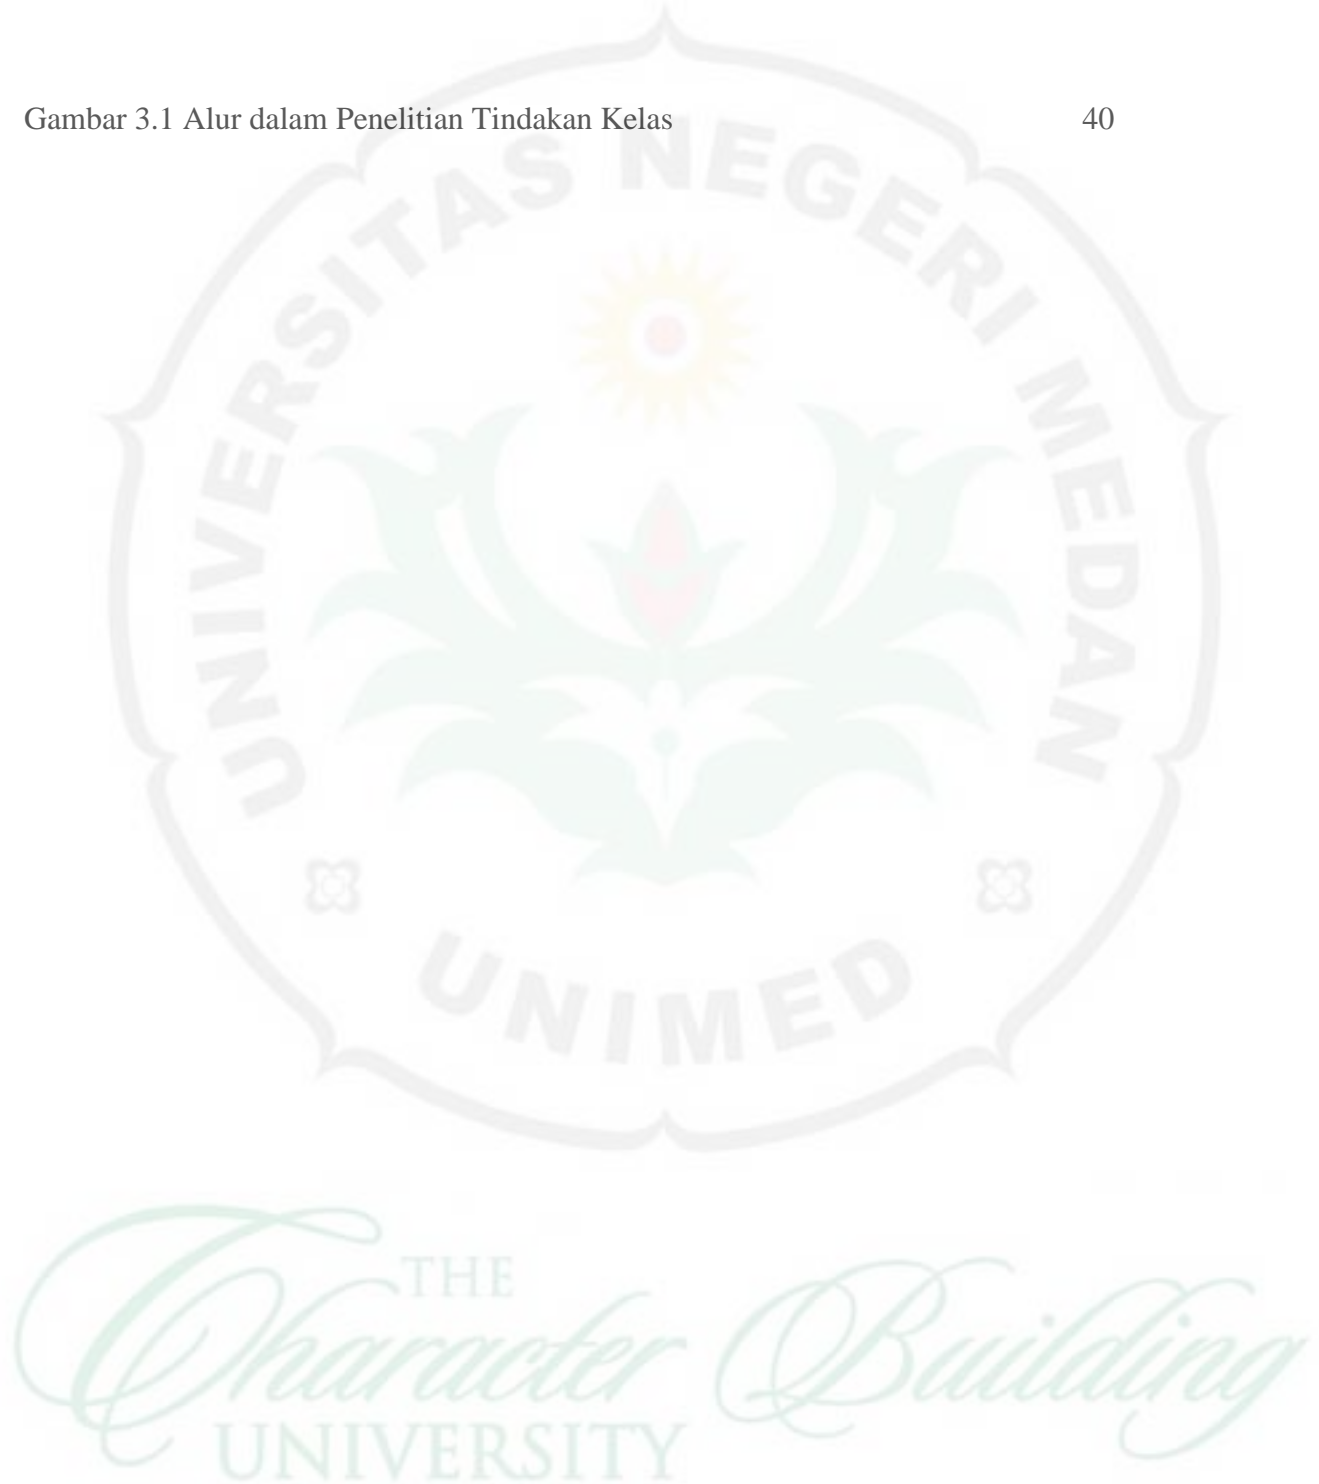 Gambar 3.1 Alur dalam Penelitian Tindakan Kelas 40
UNIVERSITAS NEGERI MEDAN
UNIMED
THE
Character Building
UNIVERSITY